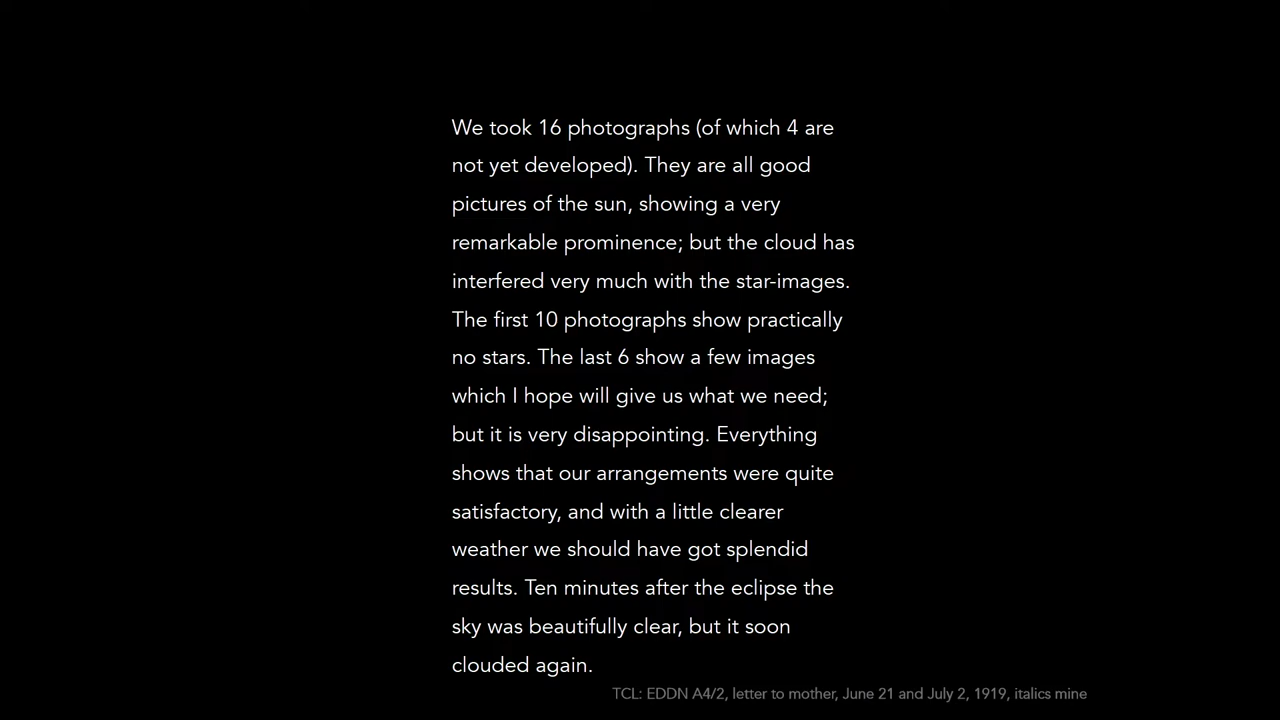 We took 16 photographs (of which 4 are
not yet developed). They are all good
pictures of the sun, showing a very
remarkable prominence; but the cloud has
interfered very much with the star-images.
The first 10 photographs show practically
no stars. The last 6 show a few images
which I hope will give us what we need;
but it is very disappointing. Everything
shows that our arrangements were quite
satisfactory, and with a little clearer
weather we should have got splendid
results. Ten minutes after the eclipse the
sky was beautifully clear, but it soon
clouded again.
TCL: EDDN A4/2, letter to mother, June 21 and July 2, 1919, italics mine